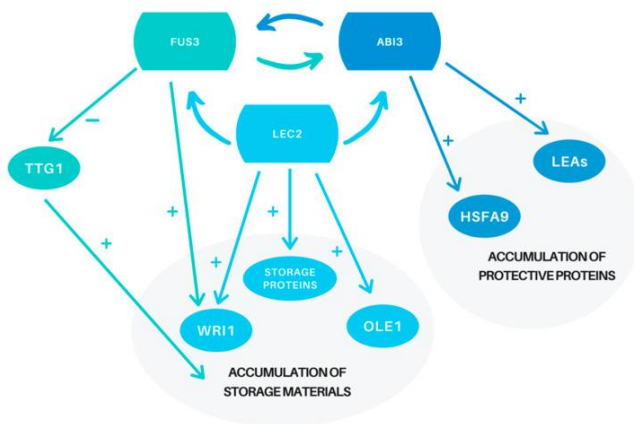 FUS3
ABI3
LEC2
−
+
+
TTG1
LEAs
+
+
+
HSFA9
+
+
+
STORAGE
PROTEINS
ACCUMULATION OF
PROTECTIVE PROTEINS
WRI1
OLE1
ACCUMULATION OF
STORAGE MATERIALS